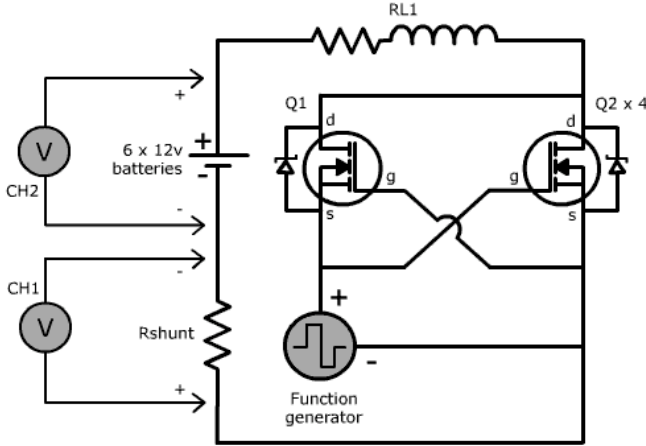 RL1
Q1
Q2 x 4
+
V
CH2
-
+
6 x 12v
batteries
-
d
g
s
d
g
s
-
CH1
V
+
Rshunt
+
-
Function
generator